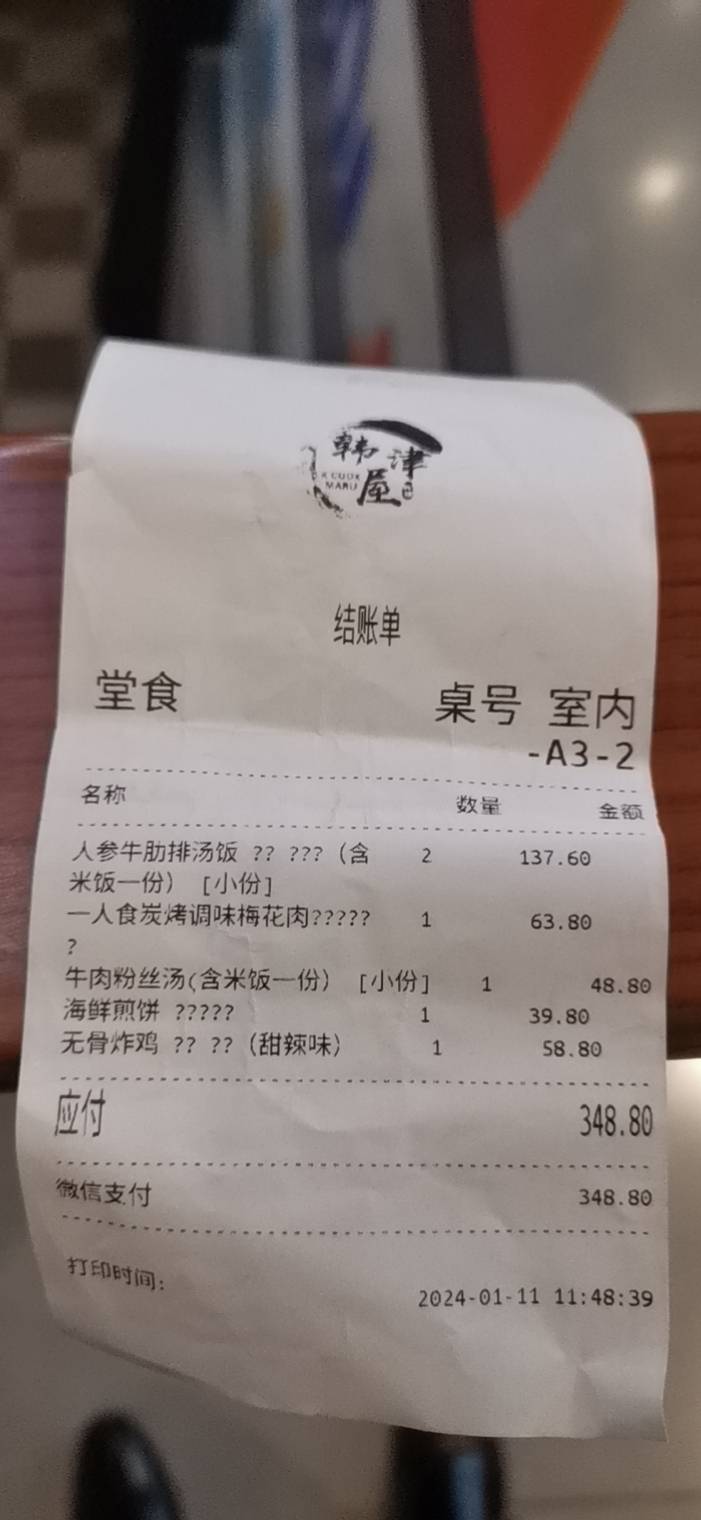 韩津
K COOK
MARU 屋
结账单
堂食 桌号 室内
-A3-2
名称 数量 金额
人参牛肋排汤饭 ?? ???（含 2 137.60
米饭一份） [小份]
一人食炭烤调味梅花肉????? 1 63.80
?
牛肉粉丝汤(含米饭一份） [小份] 1 48.80
海鲜煎饼 ????? 1 39.80
无骨炸鸡 ?? ??（甜辣味） 1 58.80
应付 348.80
微信支付 348.80
打印时间: 2024-01-11 11:48:39